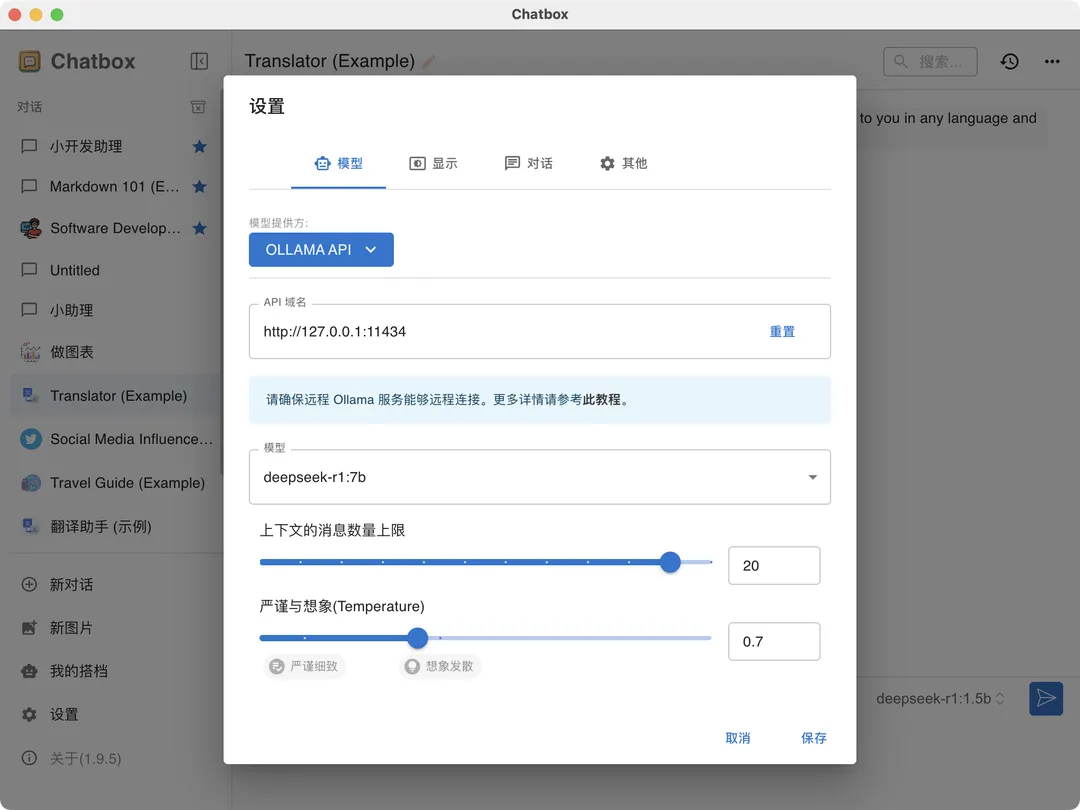 Chatbox
Chatbox
对话
小开发助理
Markdown 101 (E...
Software Develop...
Untitled
小助理
做图表
Translator (Example)
Social Media Influence...
Travel Guide (Example)
翻译助手 (示例)
新对话
新图片
我的搭档
设置
关于(1.9.5)
Translator (Example)
搜索...
to you in any language and
设置
模型
显示
对话
其他
模型提供方:
OLLAMA API
API 域名
http://127.0.0.1:11434
重置
请确保远程 Ollama 服务能够远程连接。更多详情请参考此教程。
模型
deepseek-r1:7b
上下文的消息数量上限
20
严谨与想象(Temperature)
0.7
严谨细致
想象发散
取消
保存
deepseek-r1:1.5b